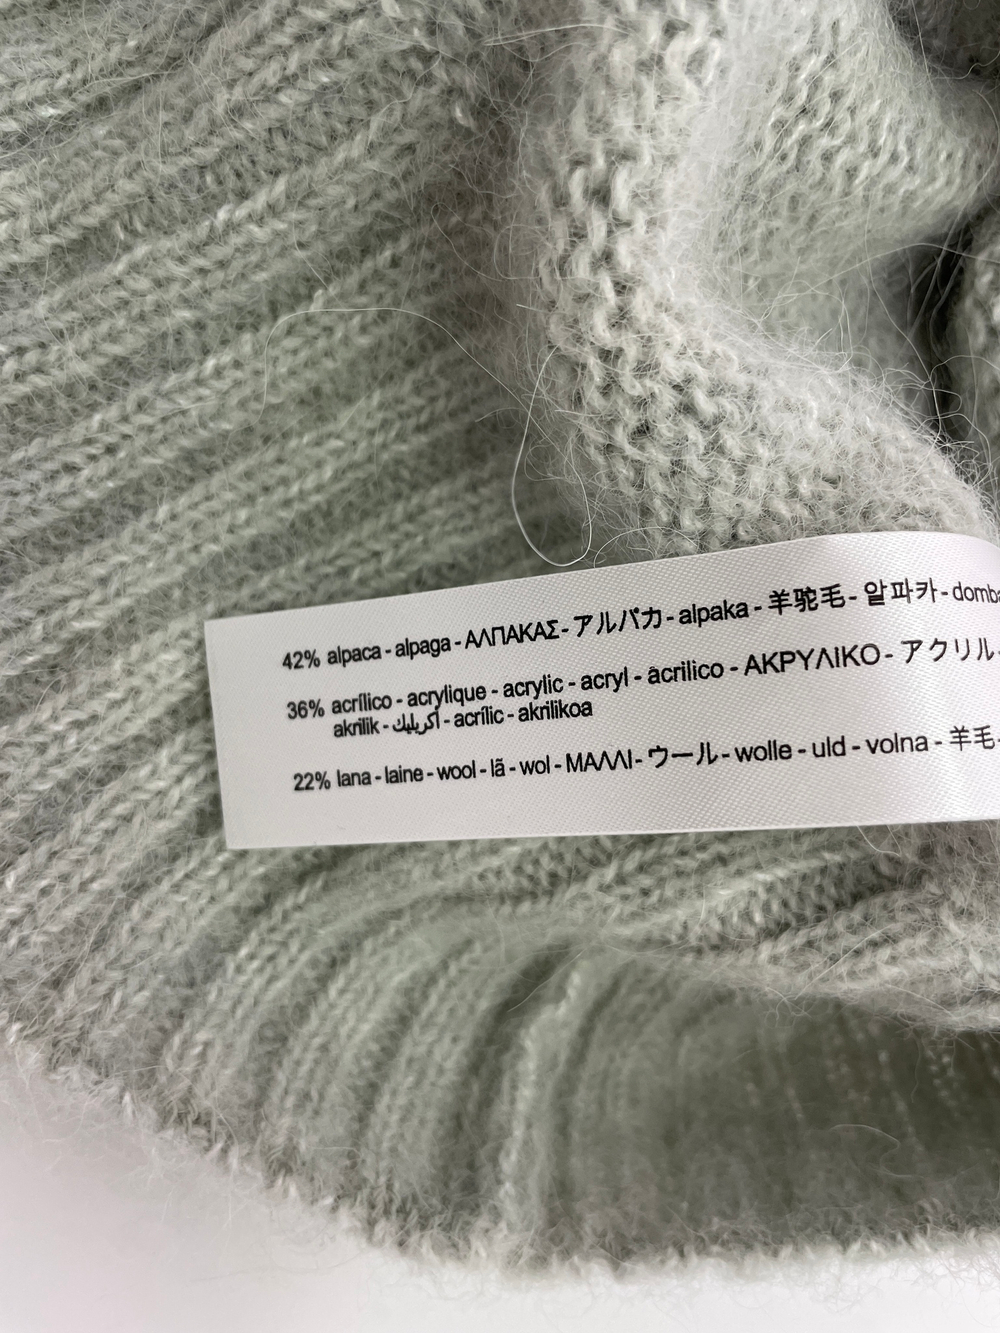 42% alpaca - alpaga - ΑΛΠΑΚΑΣ - アルパカ - alpaka - 羊驼毛 - 알파카 - domba
36% acrílico - acrylique - acrylic - acryl - âcrilico - ΑΚΡΥΛΙΚΟ - アクリル -
akrilik - أكريليك - acrílic - akrilikoa
22% lana - laine - wool - lã - wol - ΜΑΛΛΙ - ウール - wolle - uld - volna - 羊毛 -